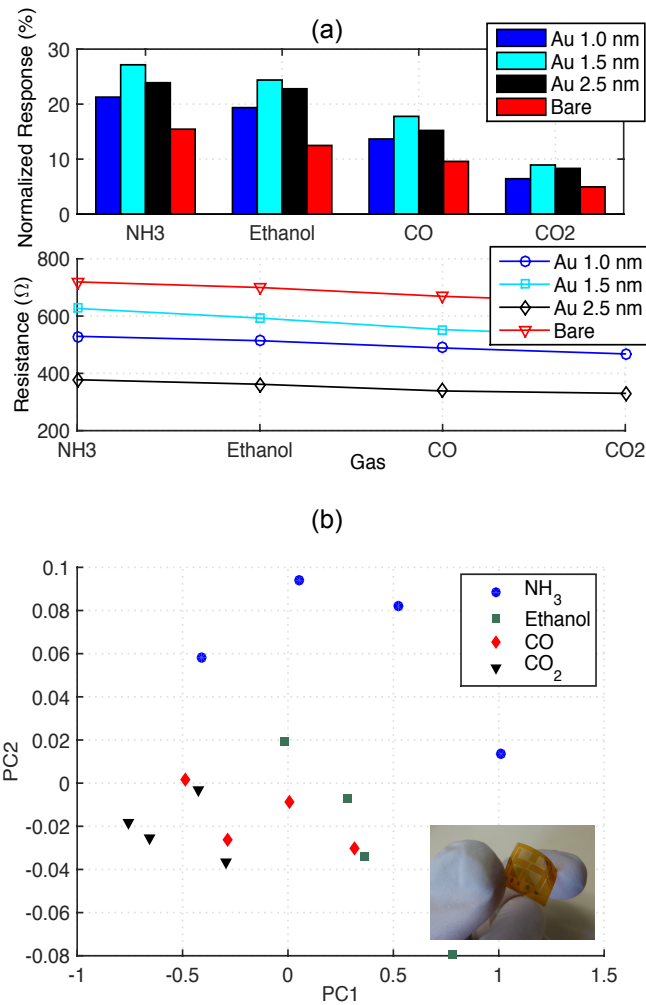 (a)
Normalized Response (%)
30
20
10
0
NH3 Ethanol CO CO2
Au 1.0 nm
Au 1.5 nm
Au 2.5 nm
Bare
Resistance (Ω)
800
600
400
200
NH3 Ethanol CO CO2
Gas
Au 1.0 nm
Au 1.5 nm
Au 2.5 nm
Bare
(b)
PC2
0.1
0.08
0.06
0.04
0.02
0
-0.02
-0.04
-0.06
-0.08
-1 -0.5 0 0.5 1 1.5
PC1
NH₃
Ethanol
CO
CO₂